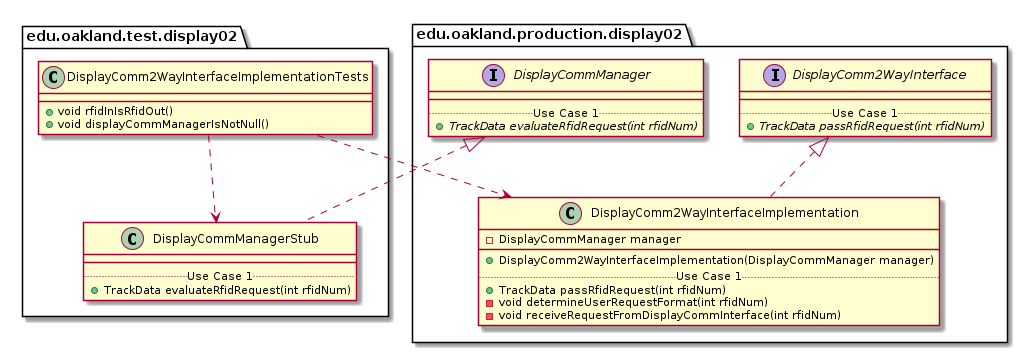 edu.oakland.test.display02
C DisplayComm2WayInterfaceImplementationTests
void rfidInIsRfidOut()
void displayCommManagerIsNotNull()
C DisplayCommManagerStub
Use Case 1
TrackData evaluateRfidRequest(int rfidNum)
edu.oakland.production.display02
I DisplayCommManager
Use Case 1
TrackData evaluateRfidRequest(int rfidNum)
I DisplayComm2WayInterface
Use Case 1
TrackData passRfidRequest(int rfidNum)
C DisplayComm2WayInterfaceImplementation
DisplayCommManager manager
DisplayComm2WayInterfaceImplementation(DisplayCommManager manager)
Use Case 1
TrackData passRfidRequest(int rfidNum)
void determineUserRequestFormat(int rfidNum)
void receiveRequestFromDisplayCommInterface(int rfidNum)